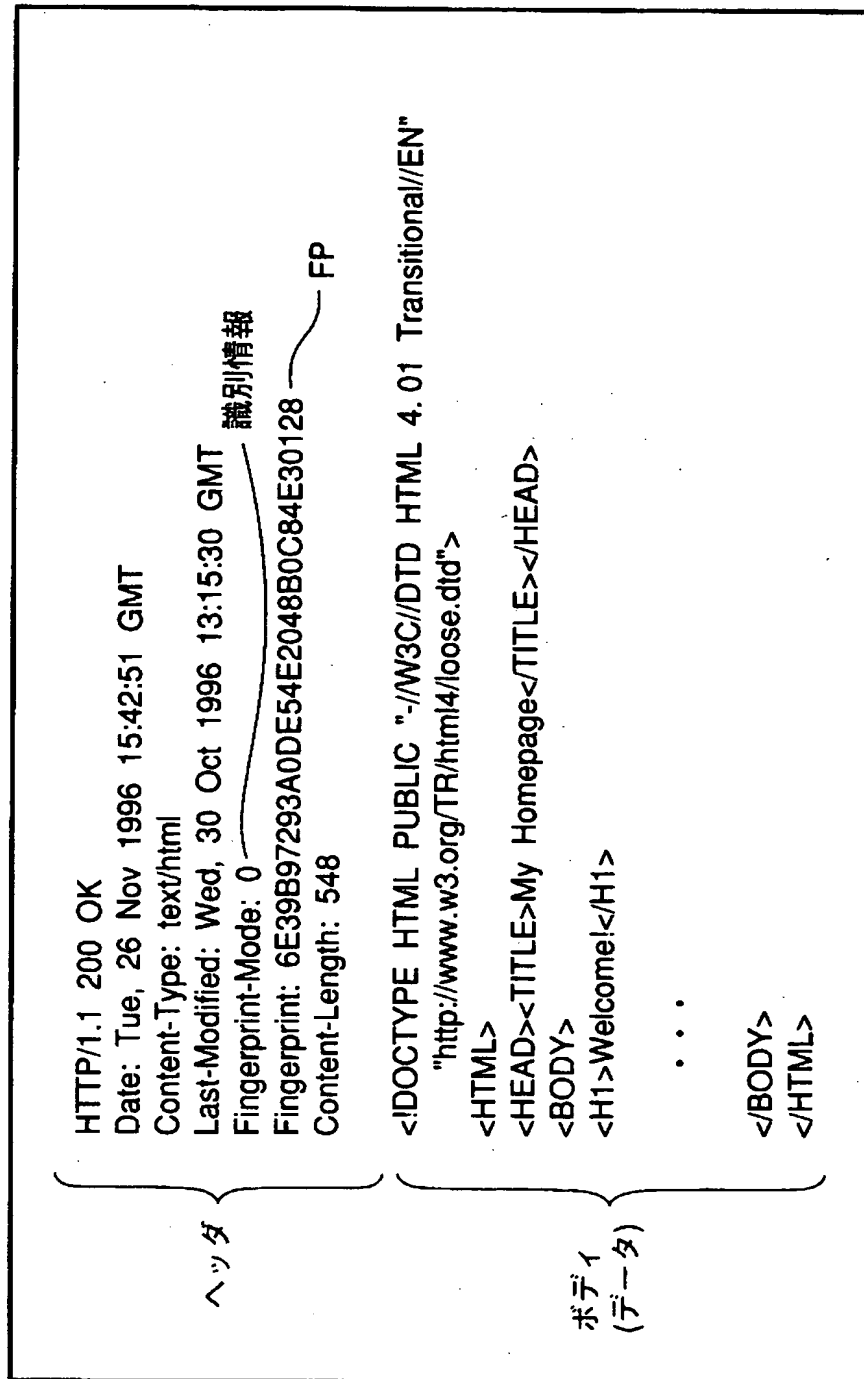 ヘッダ
HTTP/1.1 200 OK
Date: Tue, 26 Nov 1996 15:42:51 GMT
Content-Type: text/html
Last-Modified: Wed, 30 Oct 1996 13:15:30 GMT
Fingerprint-Mode: 0 識別情報
Fingerprint: 6E39B97293A0DE54E2048B0C84E30128 FP
Content-Length: 548
ボディ
(データ)
<!DOCTYPE HTML PUBLIC "-//W3C//DTD HTML 4.01 Transitional//EN"
"http://www.w3.org/TR/html4/loose.dtd">
<HTML>
<HEAD><TITLE>My Homepage</TITLE></HEAD>
<BODY>
<H1>Welcome!</H1>
・・・
</BODY>
</HTML>